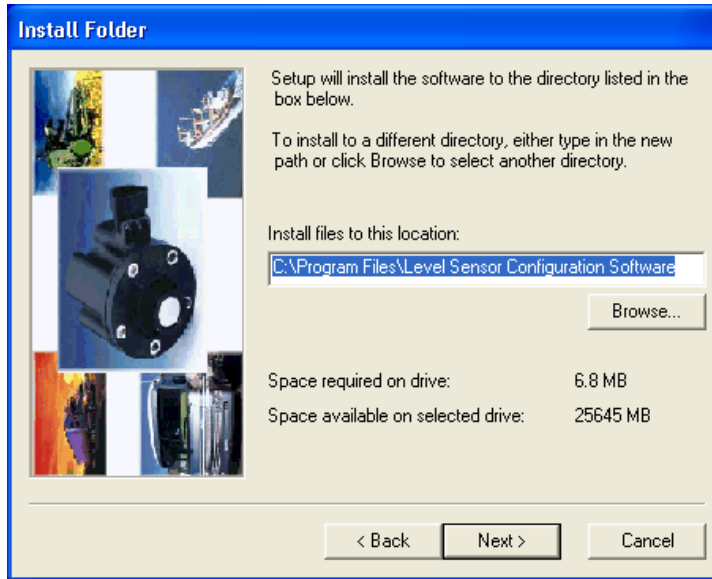 Install Folder
Setup will install the software to the directory listed in the
box below.
To install to a different directory, either type in the new
path or click Browse to select another directory.
Install files to this location:
C:\Program Files\Level Sensor Configuration Software
Browse...
Space required on drive: 6.8 MB
Space available on selected drive: 25645 MB
< Back Next > Cancel